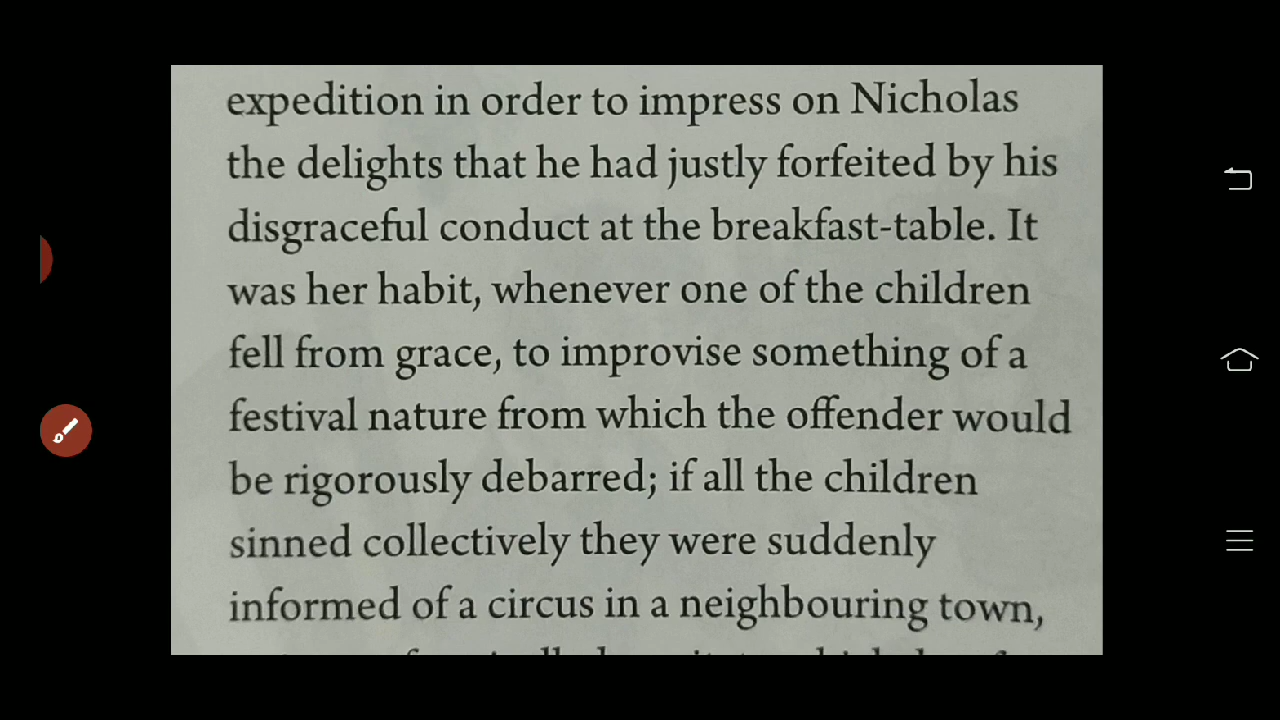 expedition in order to impress on Nicholas
the delights that he had justly forfeited by his
disgraceful conduct at the breakfast-table. It
was her habit, whenever one of the children
fell from grace, to improvise something of a
festival nature from which the offender would
be rigorously debarred; if all the children
sinned collectively they were suddenly
informed of a circus in a neighbouring town,